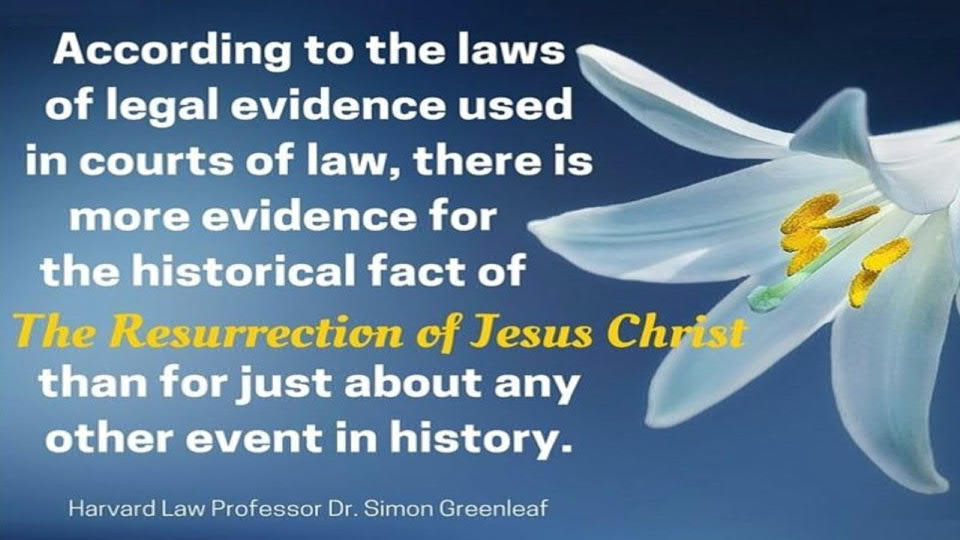 According to the laws
of legal evidence used
in courts of law, there is
more evidence for
the historical fact of
The Resurrection of Jesus Christ
than for just about any
other event in history.
Harvard Law Professor Dr. Simon Greenleaf